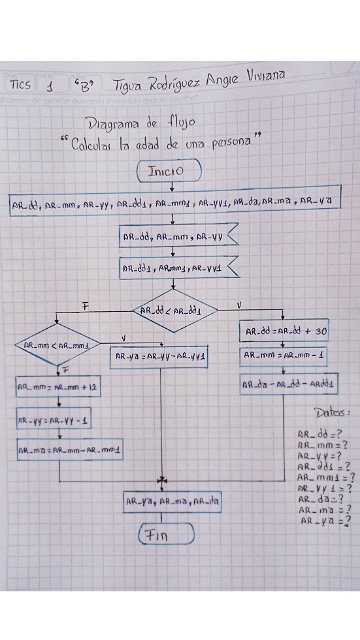 TICS 1 "B" Tigua Rodríguez Angie Viviana
Diagrama de flujo
"Calcular la edad de una persona"
Inicio
AR_dd, AR_mm, AR_yy, AR_dd1, AR_mm1, AR_yy1, AR_da, AR_ma, AR_ya
AR_dd, AR_mm, AR_yy
AR_dd1, ARmm1, AR_yy1
F
AR_dd < AR_dd1
V
AR_mm < AR_mm1
V
F
AR_ya = AR_yy - AR_yy1
AR_dd = AR_dd + 30
AR_mm = AR_mm - 1
AR_da - AR_dd - ARdd1
AR_mm = AR_mm + 12
AR_yy = AR_yy - 1
AR_ma = AR_mm - AR_mm1
Datos:
AR_dd = ?
AR_mm = ?
AR_yy = ?
AR_dd1 = ?
AR_mm1 = ?
AR_yy1 = ?
AR_da = ?
AR_ma = ?
AR_ya = ?
AR_ya, AR_ma, AR_da
Fin